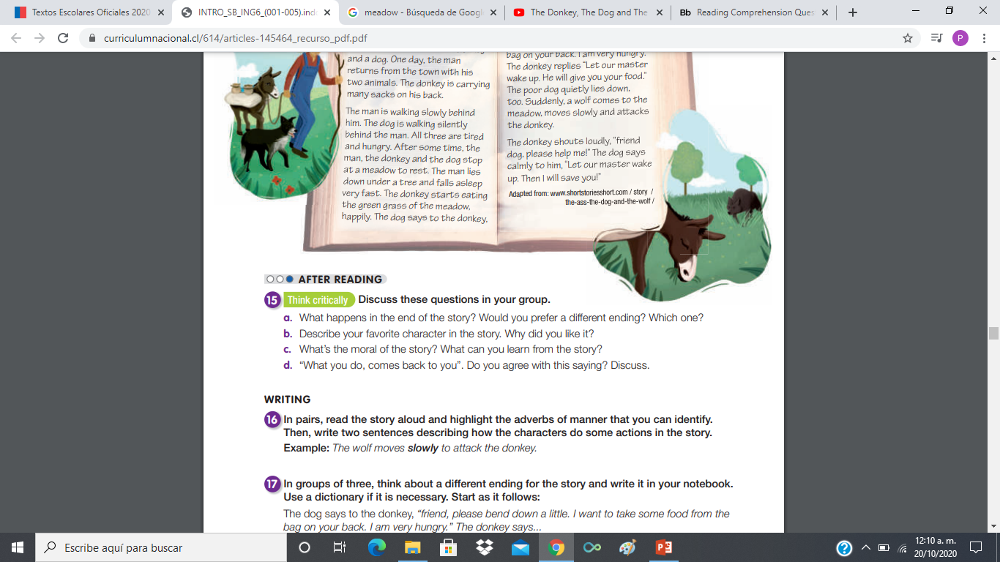 Textos Escolares Oficiales 2020
INTRO_SB_ING6_(001-005).ind
meadow - Búsqueda de Googl
The Donkey, The Dog and The
Bb Reading Comprehension Ques
curriculumnacional.cl/614/articles-145464_recurso_pdf.pdf
P
and a dog. One day, the man
returns from the town with his
two animals. The donkey is carrying
many sacks on his back.
The man is walking slowly behind
him. The dog is walking silently
behind the man. All three are tired
and hungry. After some time, the
man, the donkey and the dog stop
at a meadow to rest. The man lies
down under a tree and falls asleep
very fast. The donkey starts eating
the green grass of the meadow,
happily. The dog says to the donkey,
bag on your back. I am very hungry."
The donkey replies "Let our master
wake up. He will give you your food."
The poor dog quietly lies down,
too. Suddenly, a wolf comes to the
meadow, moves slowly and attacks
the donkey.
The donkey shouts loudly, "friend
dog, please help me!" The dog says
calmly to him, "Let our master wake
up. Then I will save you!"
Adapted from: www.shortstoriesshort.com / story /
the-ass-the-dog-and-the-wolf /
AFTER READING
15 Think critically Discuss these questions in your group.
a. What happens in the end of the story? Would you prefer a different ending? Which one?
b. Describe your favorite character in the story. Why did you like it?
c. What's the moral of the story? What can you learn from the story?
d. "What you do, comes back to you". Do you agree with this saying? Discuss.
WRITING
16 In pairs, read the story aloud and highlight the adverbs of manner that you can identify.
Then, write two sentences describing how the characters do some actions in the story.
Example: The wolf moves slowly to attack the donkey.
17 In groups of three, think about a different ending for the story and write it in your notebook.
Use a dictionary if it is necessary. Start as it follows:
The dog says to the donkey, "friend, please bend down a little. I want to take some food from the
bag on your back. I am very hungry." The donkey says...
Escribe aquí para buscar
12:10 a. m.
20/10/2020